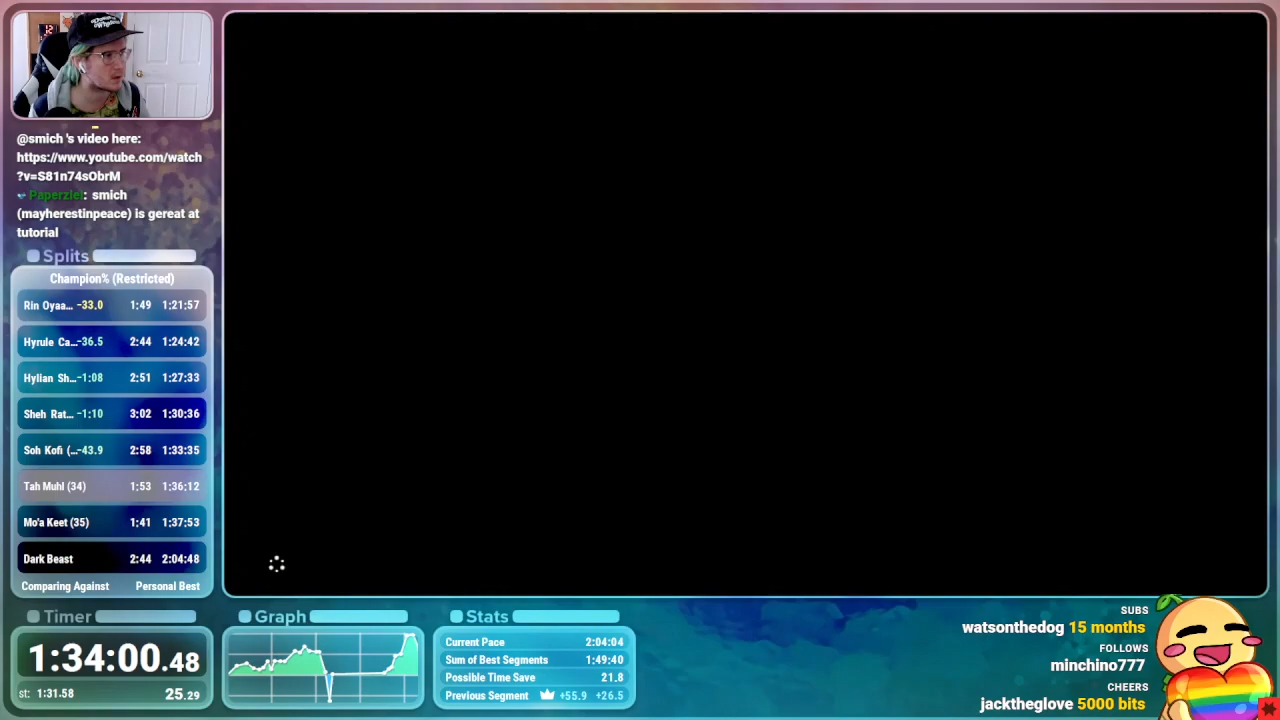 @smich 's video here:
https://www.youtube.com/watch
?v=S81n74sObrM
Paperziel: smich
(mayherestinpeace) is gereat at
tutorial
Splits
Champion% (Restricted)
Rin Oyaa... -33.0 1:49 1:21:57
Hyrule Ca...-36.5 2:44 1:24:42
Hylian Sh...-1:08 2:51 1:27:33
Sheh Rat... -1:10 3:02 1:30:36
Soh Kofi (...-43.9 2:58 1:33:35
Tah Muhl (34) 1:53 1:36:12
Mo'a Keet (35) 1:41 1:37:53
Dark Beast 2:44 2:04:48
Comparing Against Personal Best
Timer
1:34:00.48
st: 1:31.58 25.29
Graph
Stats
Current Pace 2:04:04
Sum of Best Segments 1:49:40
Possible Time Save 21.8
Previous Segment +55.9 +26.5
SUBS
watsonthedog 15 months
FOLLOWS
minchino777
CHEERS
jacktheglove 5000 bits